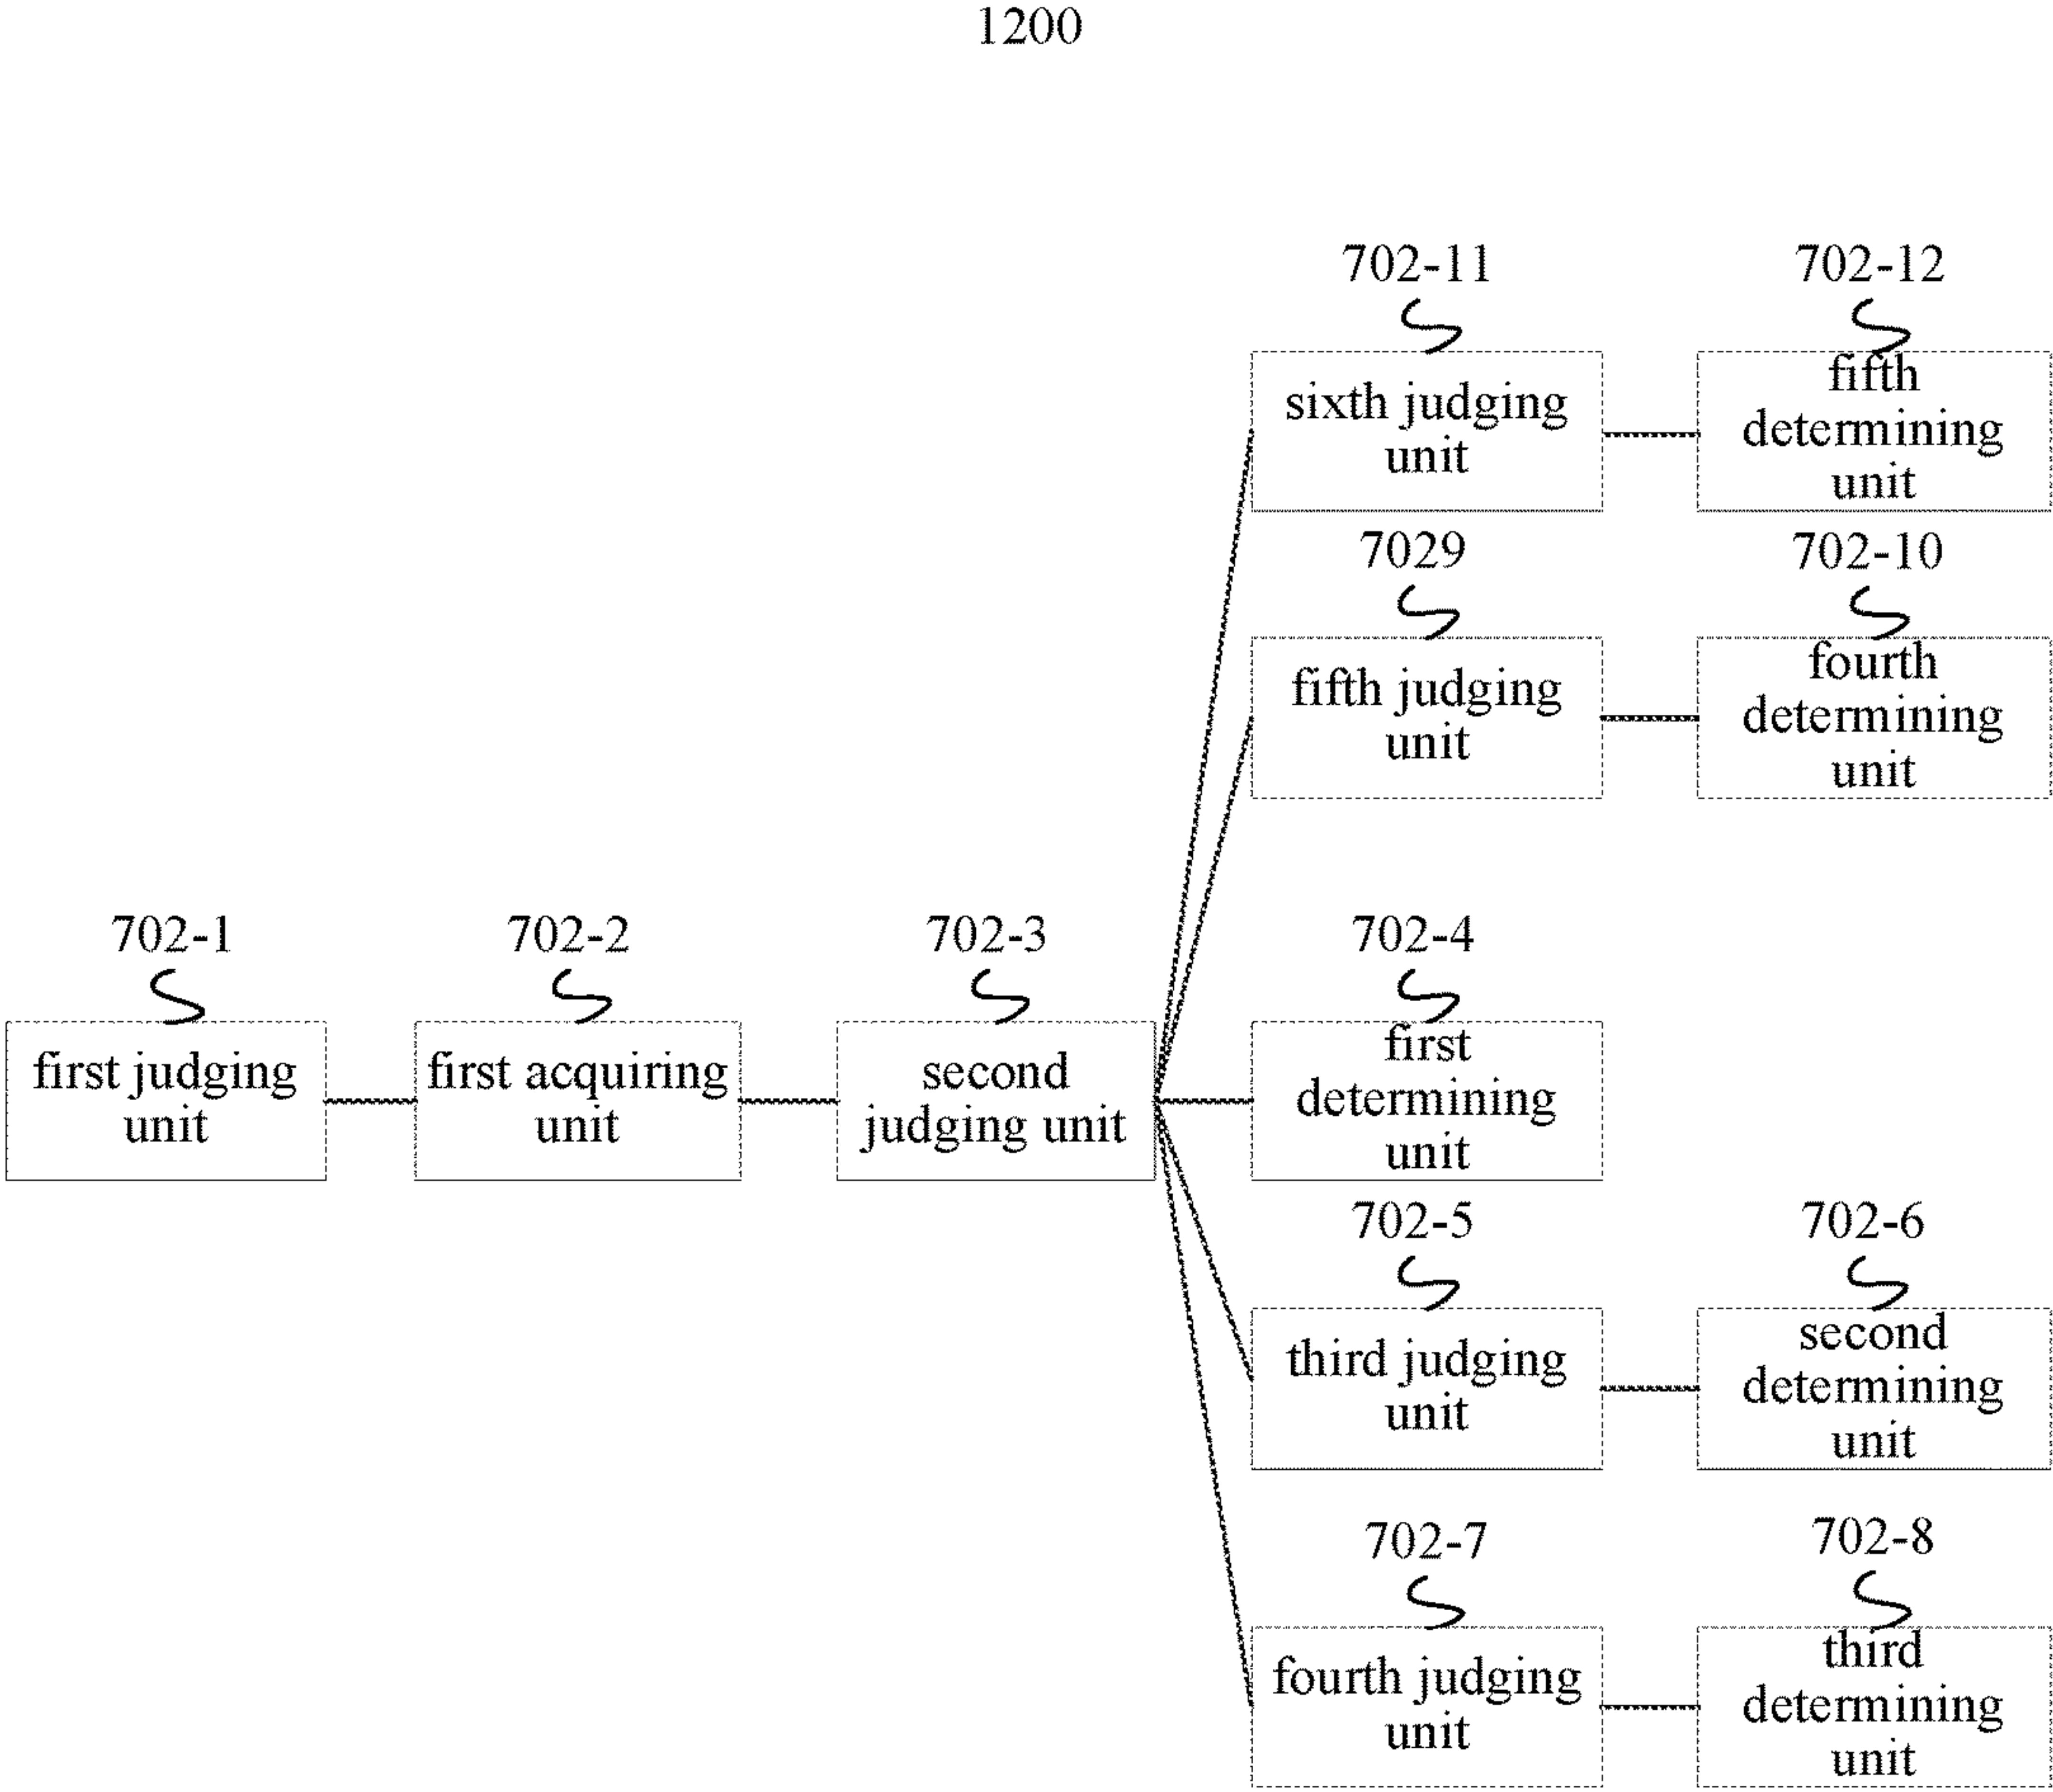 1200
702-11
702-12
sixth judging
unit
fifth
determining
unit
7029
702-10
fifth judging
unit
fourth
determining
unit
702-1
702-2
702-3
702-4
first judging
unit
first acquiring
unit
second
judging unit
first
determining
unit
702-5
702-6
third judging
unit
second
determining
unit
702-7
702-8
fourth judging
unit
third
determining
unit